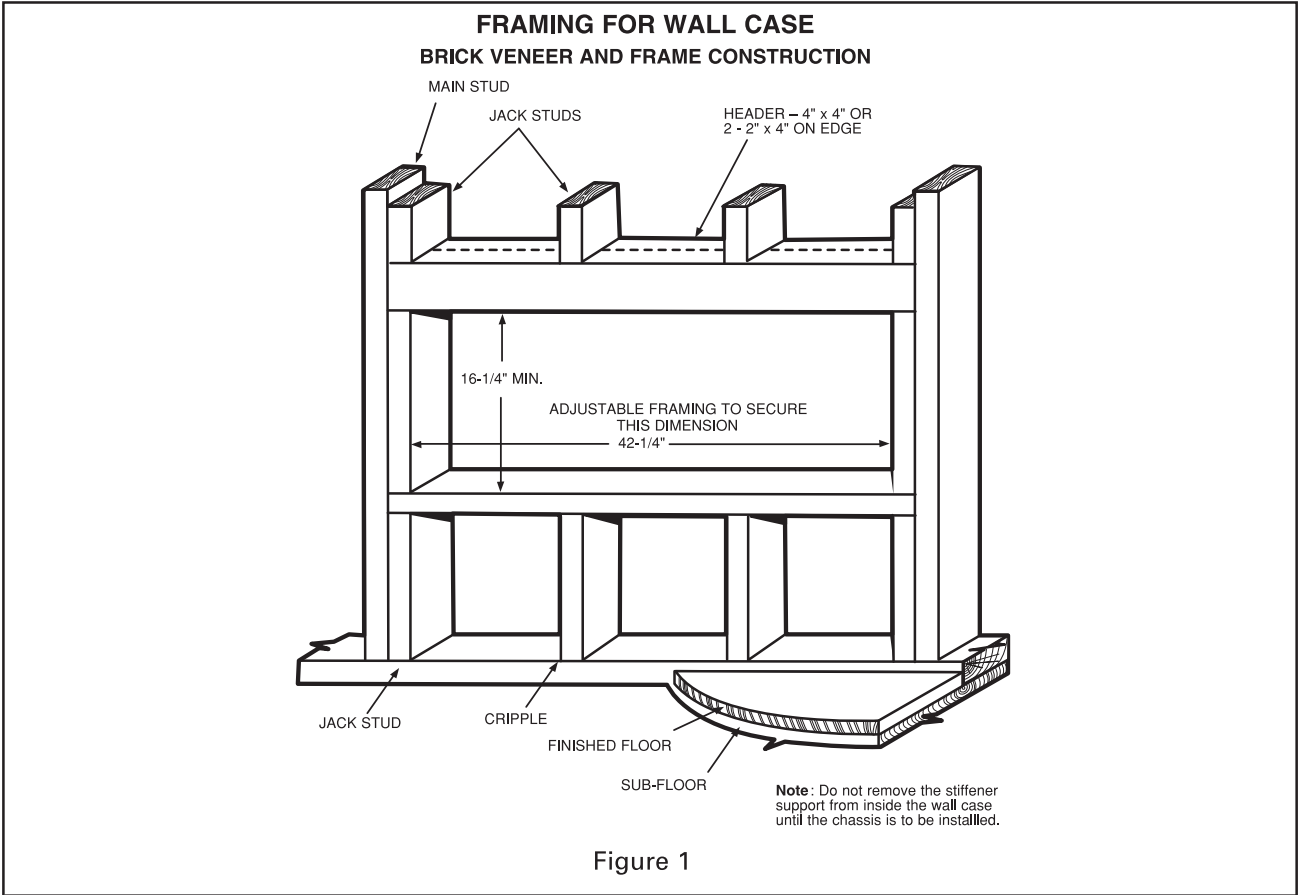 FRAMING FOR WALL CASE
BRICK VENEER AND FRAME CONSTRUCTION
MAIN STUD
JACK STUDS
HEADER – 4" x 4" OR
2 - 2" x 4" ON EDGE
16-1/4" MIN.
ADJUSTABLE FRAMING TO SECURE
THIS DIMENSION
42-1/4"
JACK STUD
CRIPPLE
FINISHED FLOOR
SUB-FLOOR
Note: Do not remove the stiffener
support from inside the wall case
until the chassis is to be installled.
Figure 1